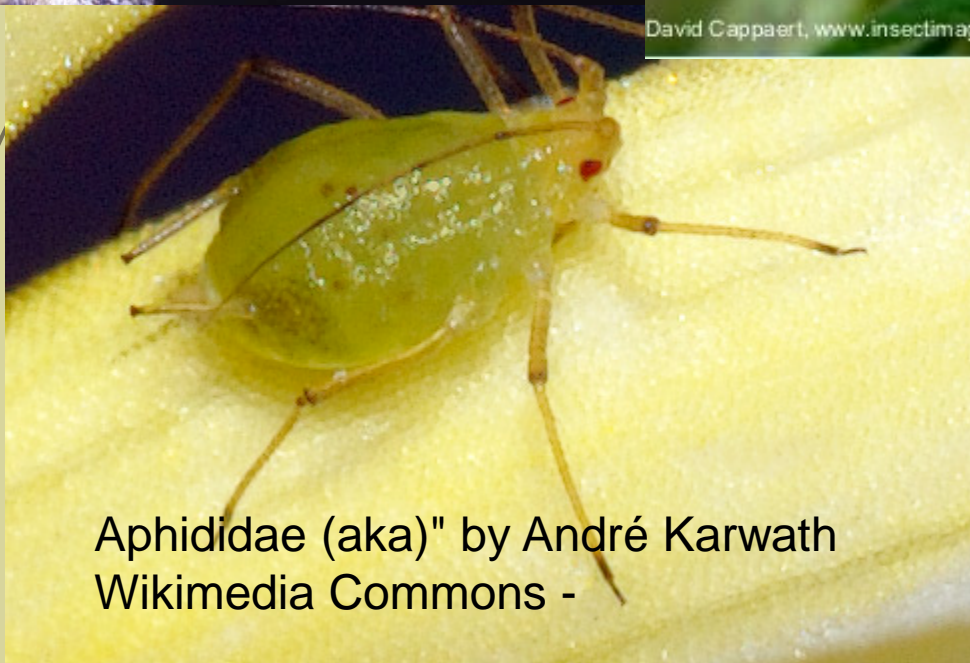 David Cappaert, www.insectimag
Aphididae (aka)" by André Karwath
Wikimedia Commons -